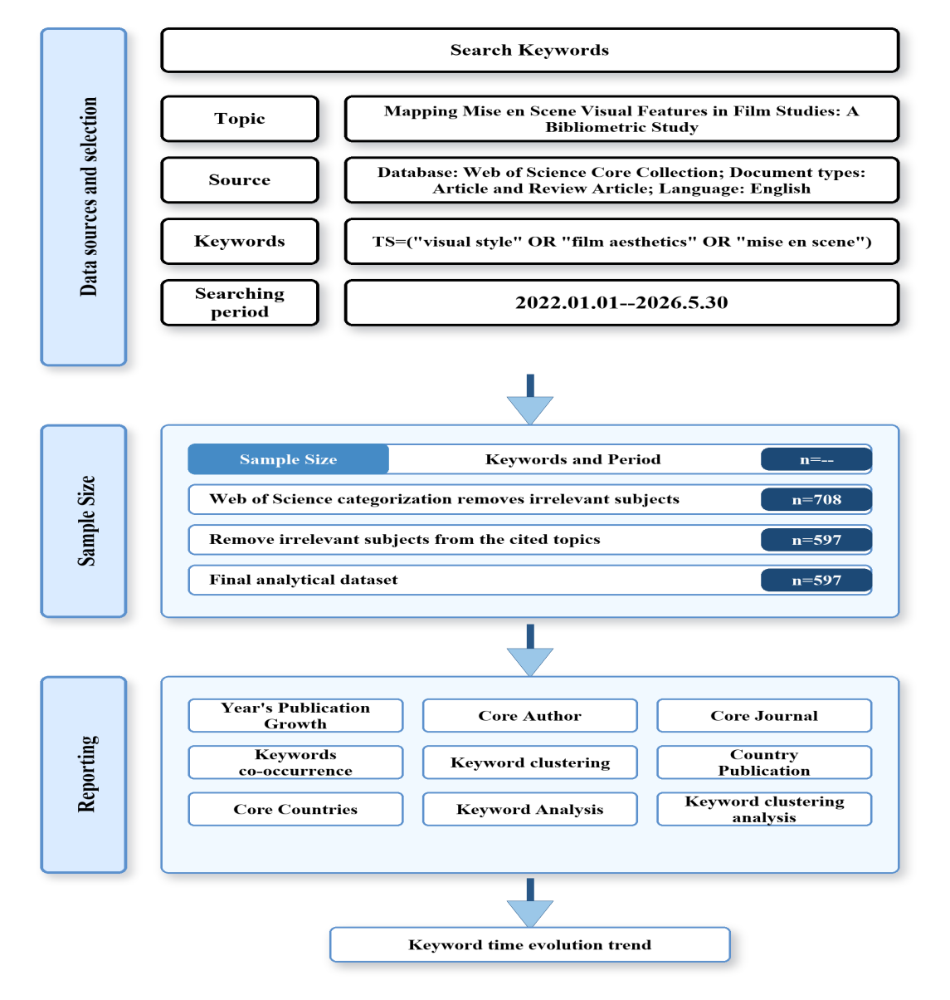 Data sources and selection
Search Keywords
Topic
Mapping Mise en Scene Visual Features in Film Studies: A
Bibliometric Study
Source
Database: Web of Science Core Collection; Document types:
Article and Review Article; Language: English
Keywords
TS=("visual style" OR "film aesthetics" OR "mise en scene")
Searching
period
2022.01.01--2026.5.30
Sample Size
Sample Size
Keywords and Period
n=--
Web of Science categorization removes irrelevant subjects
n=708
Remove irrelevant subjects from the cited topics
n=597
Final analytical dataset
n=597
Reporting
Year's Publication
Growth
Core Author
Core Journal
Keywords
co-occurrence
Keyword clustering
Country
Publication
Core Countries
Keyword Analysis
Keyword clustering
analysis
Keyword time evolution trend